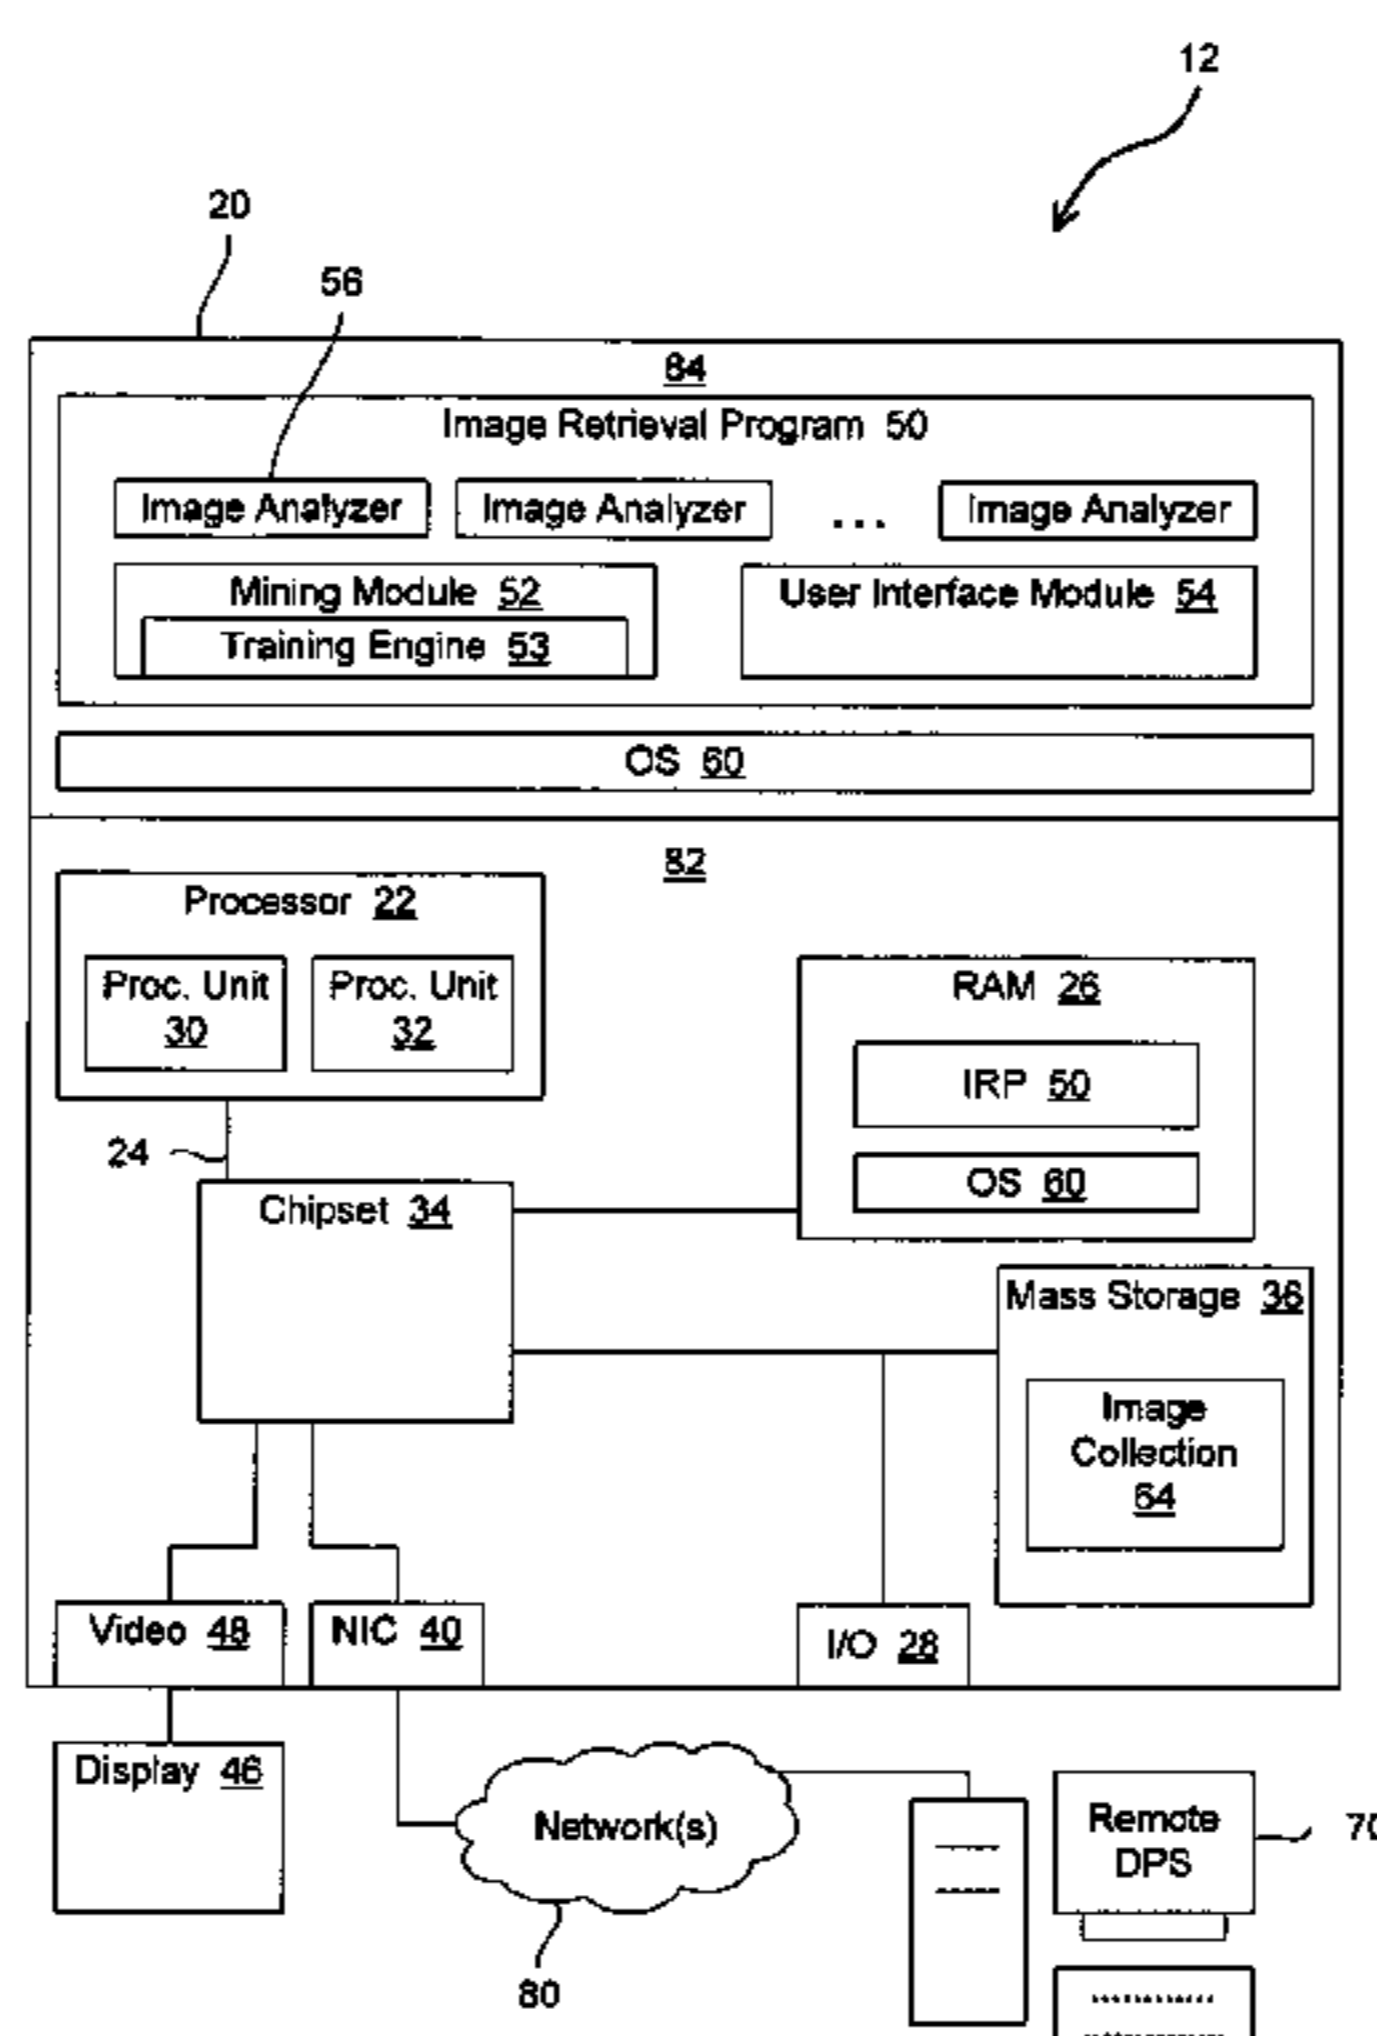 12
20
56
84
Image Retrieval Program 50
Image Analyzer
Image Analyzer
...
Image Analyzer
Mining Module 52
Training Engine 53
User Interface Module 54
OS 60
82
Processor 22
Proc. Unit
30
Proc. Unit
32
RAM 26
IRP 50
OS 60
24
Chipset 34
Mass Storage 36
Image
Collection
64
Video 48
NIC 40
I/O 28
Display 46
Network(s)
80
Remote
DPS
70